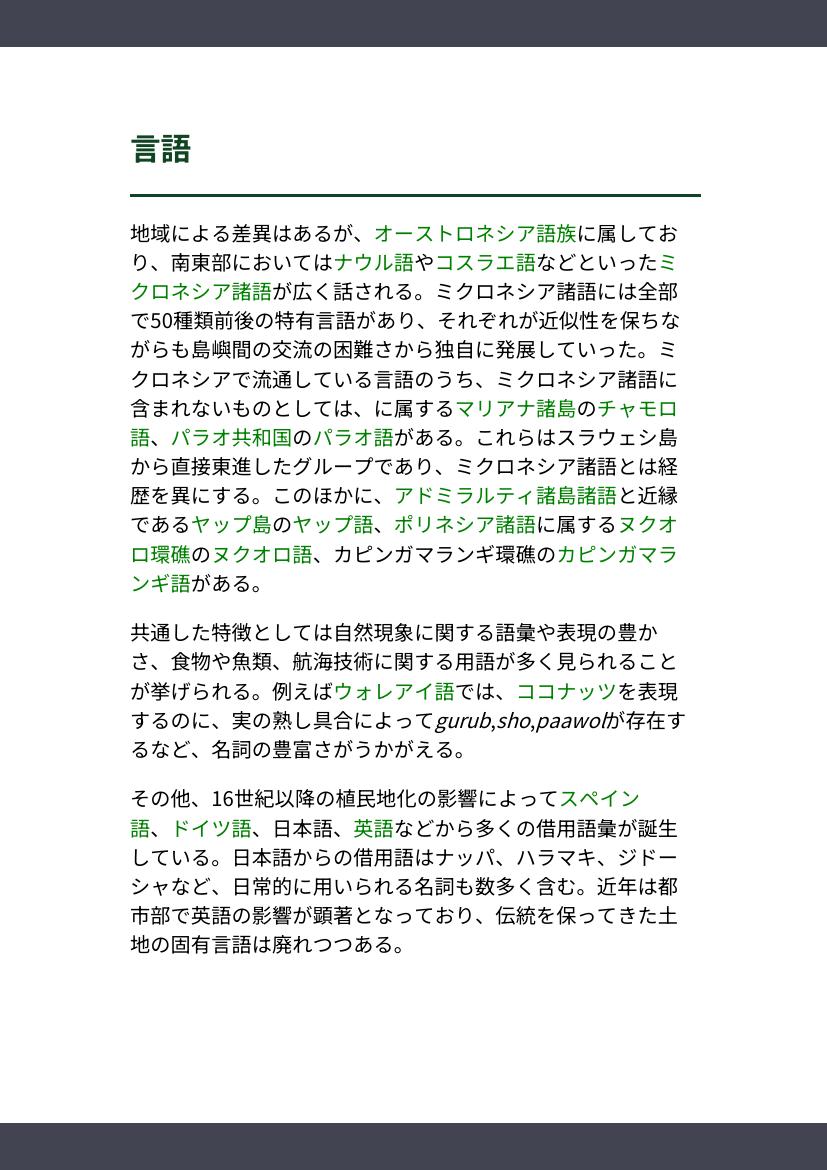 言語
地域による差異はあるが、オーストロネシア語族に属してお
り、南東部においてはナウル語やコスラエ語などといったミ
クロネシア諸語が広く話される。ミクロネシア諸語には全部
で50種類前後の特有言語があり、それぞれが近似性を保ちな
がらも島嶼間の交流の困難さから独自に発展していった。ミ
クロネシアで流通している言語のうち、ミクロネシア諸語に
含まれないものとしては、に属するマリアナ諸島のチャモロ
語、パラオ共和国のパラオ語がある。これらはスラウェシ島
から直接東進したグループであり、ミクロネシア諸語とは経
歴を異にする。このほかに、アドミラルティ諸島諸語と近縁
であるヤップ島のヤップ語、ポリネシア諸語に属するヌクオ
ロ環礁のヌクオロ語、カピンガマランギ環礁のカピンガマラ
ンギ語がある。
共通した特徴としては自然現象に関する語彙や表現の豊か
さ、食物や魚類、航海技術に関する用語が多く見られること
が挙げられる。例えばウォレアイ語では、ココナッツを表現
するのに、実の熟し具合によってgurub,sho,paawolが存在す
るなど、名詞の豊富さがうかがえる。
その他、16世紀以降の植民地化の影響によってスペイン
語、ドイツ語、日本語、英語などから多くの借用語彙が誕生
している。日本語からの借用語はナッパ、ハラマキ、ジドー
シャなど、日常的に用いられる名詞も数多く含む。近年は都
市部で英語の影響が顕著となっており、伝統を保ってきた土
地の固有言語は廃れつつある。